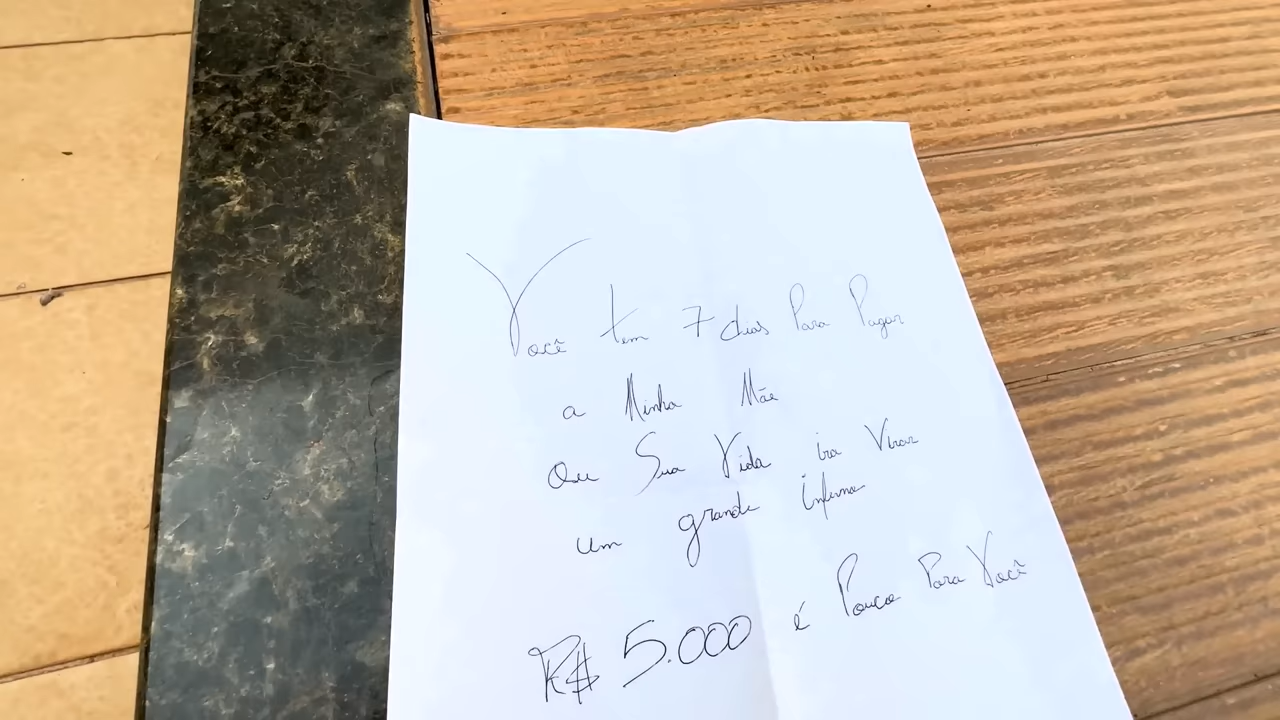 Você tem 7 dias Para Pagar
a Minha Mãe
Ou Sua Vida ira Virar
um grande inferno
R$ 5.000 é Pouco Para Você